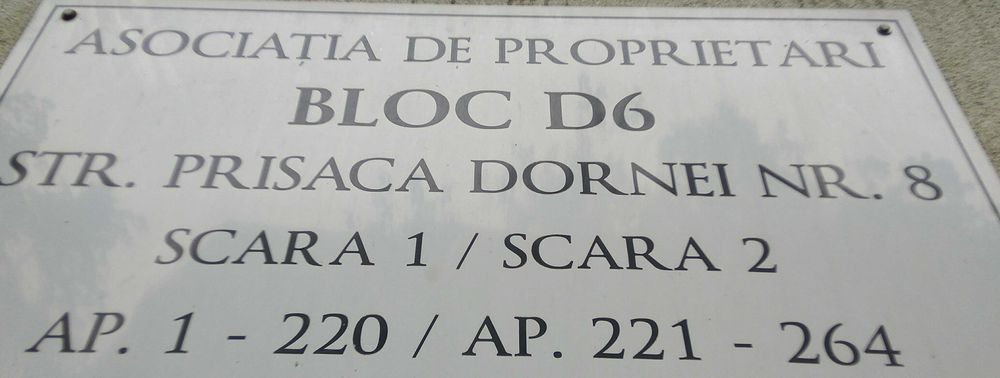 ASOCIAȚIA DE PROPRIETARI
BLOC D6
STR. PRISACA DORNEI NR. 8
SCARA 1 / SCARA 2
AP. 1 - 220 / AP. 221 - 264